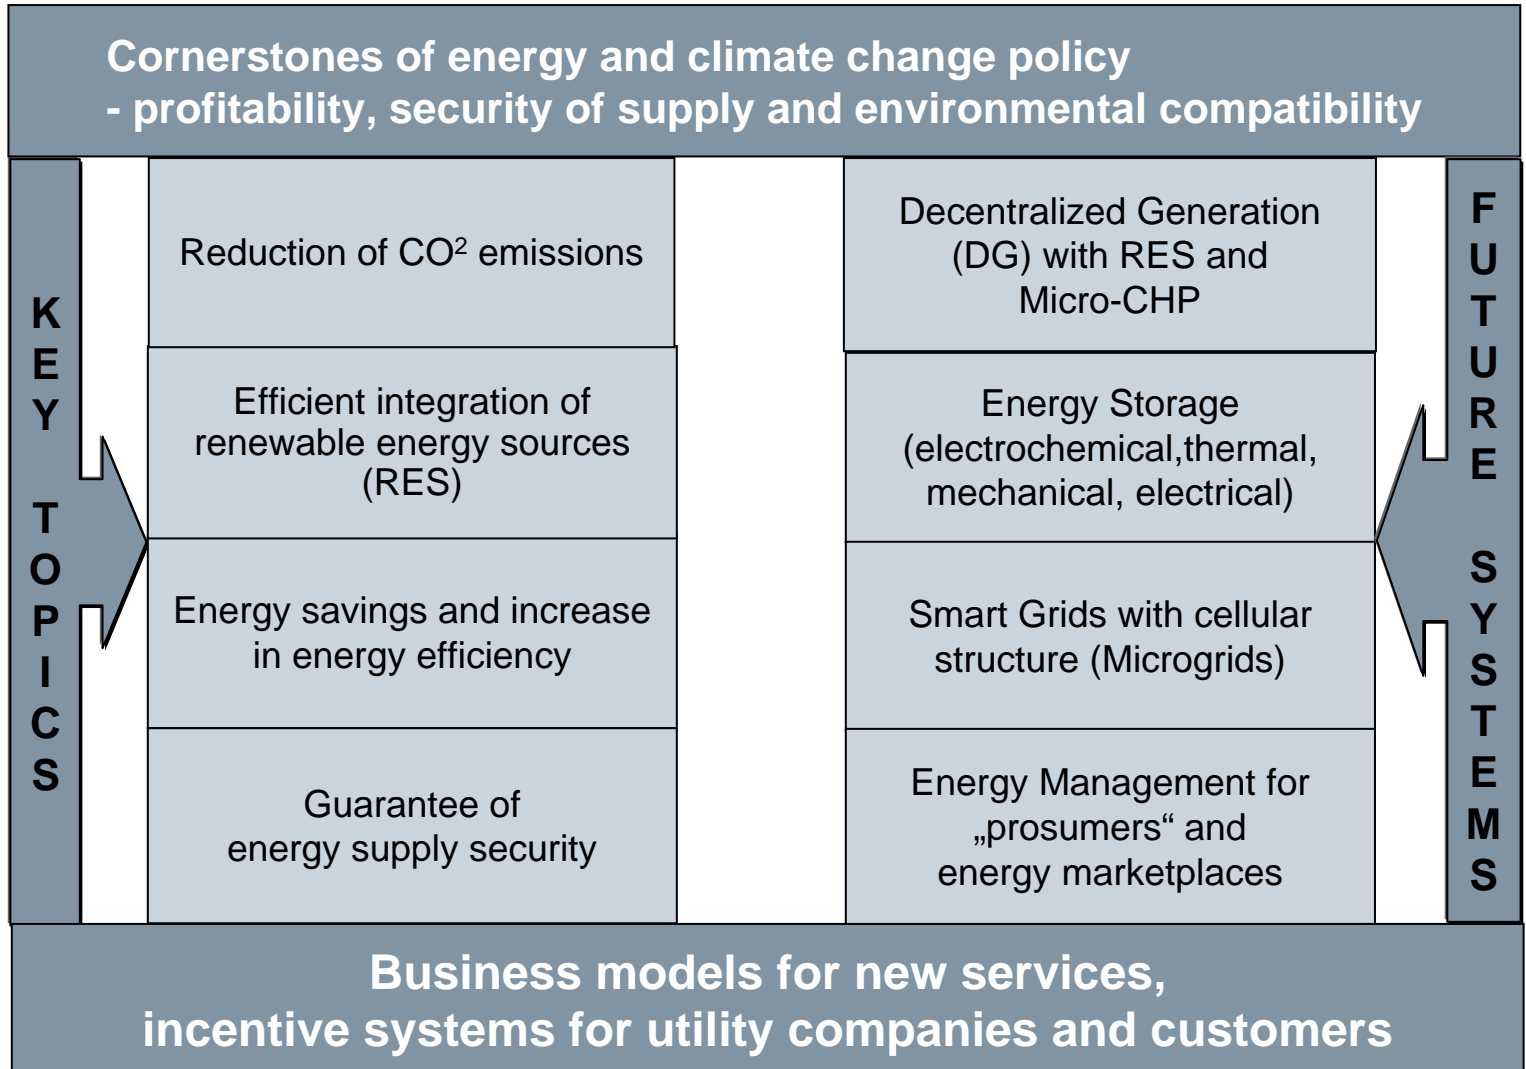 Cornerstones of energy and climate change policy
- profitability, security of supply and environmental compatibility
KEY TOPICS
Reduction of CO² emissions
Efficient integration of
renewable energy sources
(RES)
Energy savings and increase
in energy efficiency
Guarantee of
energy supply security
Decentralized Generation
(DG) with RES and
Micro-CHP
Energy Storage
(electrochemical,thermal,
mechanical, electrical)
Smart Grids with cellular
structure (Microgrids)
Energy Management for
„prosumers“ and
energy marketplaces
FUTURE SYSTEMS
Business models for new services,
incentive systems for utility companies and customers